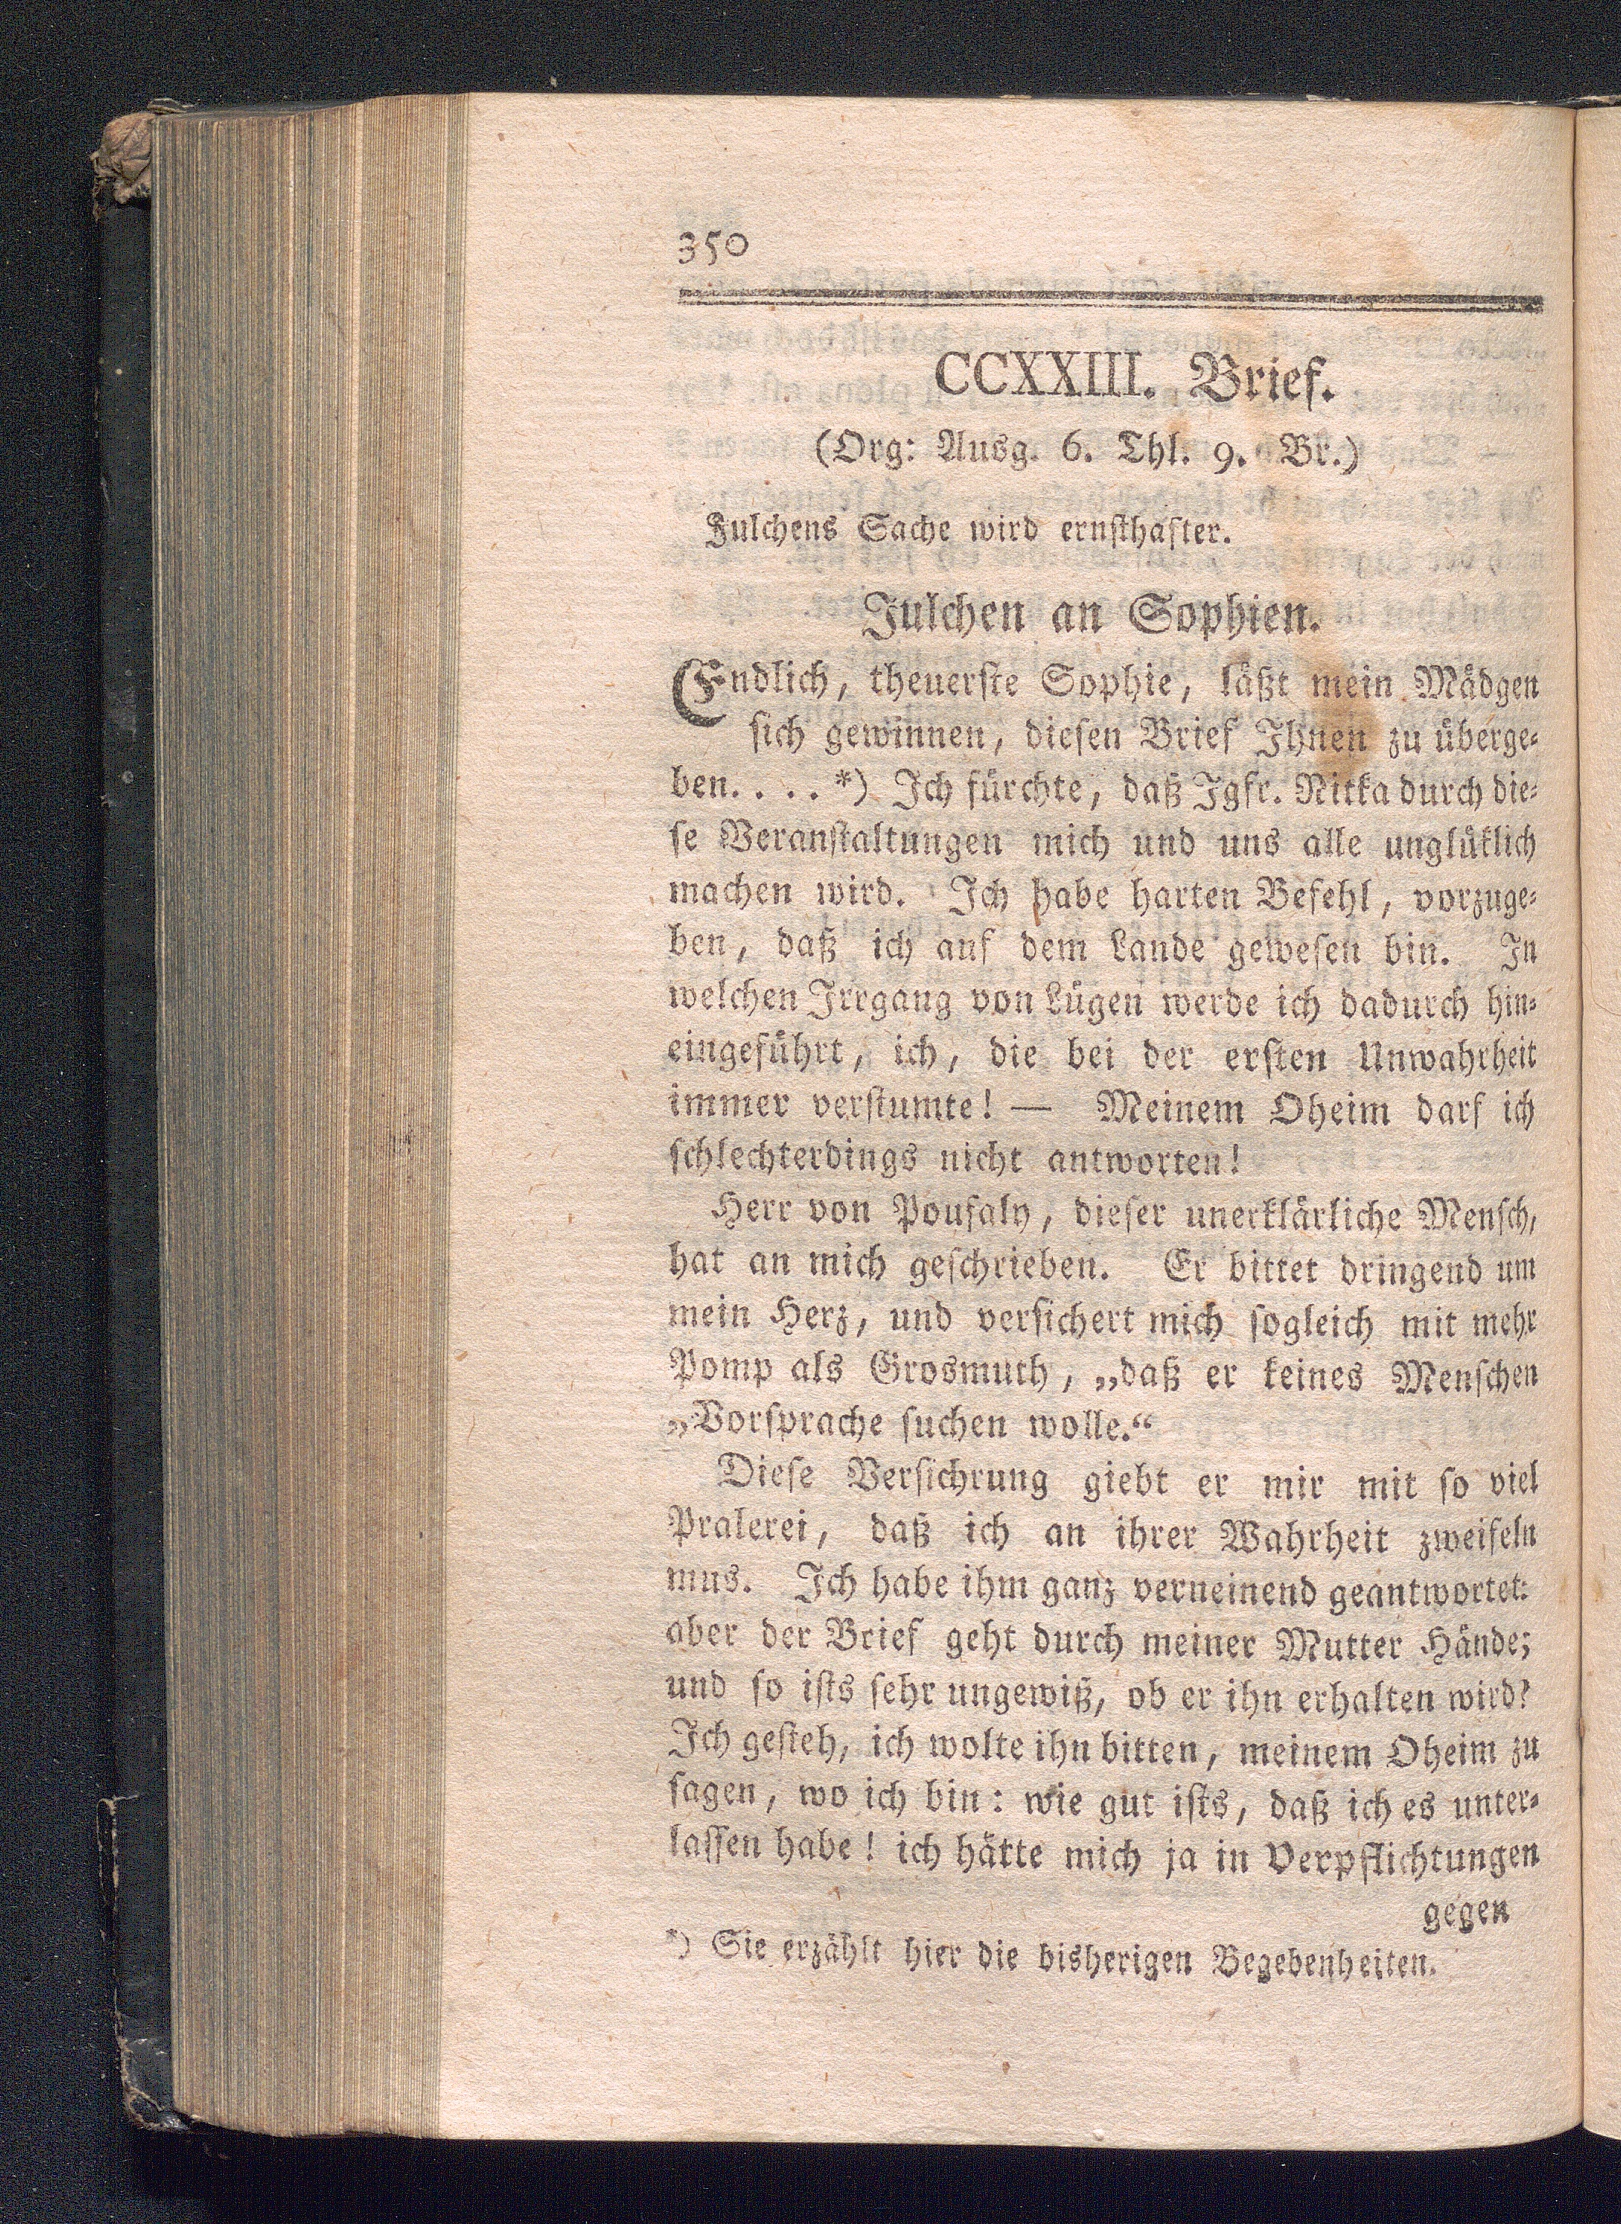 350
CCXXIII. Brief.
(Org: Ausg. 6. Thl. 9. Br.)
Julchens Sache wird ernsthafter.
Julchen an Sophien.
Endlich, theuerste Sophie, läßt mein Mädgen
sich gewinnen, diesen Brief Ihnen zu überge-
ben. . . . *) Ich fürchte, daß Jgfr. Nitka durch die-
se Veranstaltungen mich und uns alle unglüklich
machen wird. Ich habe harten Befehl, vorzuge-
ben, daß ich auf dem Lande gewesen bin. In
welchen Irrgang von Lügen werde ich dadurch hin-
eingeführt, ich, die bei der ersten Unwahrheit
immer verstumte! — Meinem Oheim darf ich
schlechterdings nicht antworten!
Herr von Poufaly, dieser unerklärliche Mensch,
hat an mich geschrieben. Er bittet dringend um
mein Herz, und versichert mich sogleich mit mehr
Pomp als Grosmuth, „daß er keines Menschen
„Vorsprache suchen wolle.“
Diese Versichrung giebt er mir mit so viel
Pralerei, daß ich an ihrer Wahrheit zweifeln
mus. Ich habe ihm ganz verneinend geantwortet:
aber der Brief geht durch meiner Mutter Hände;
und so ists sehr ungewiß, ob er ihn erhalten wird?
Ich gesteh, ich wolte ihn bitten, meinem Oheim zu
sagen, wo ich bin: wie gut ists, daß ich es unter-
lassen habe! ich hätte mich ja in Verpflichtungen
gegen
*) Sie erzählt hier die bisherigen Begebenheiten.